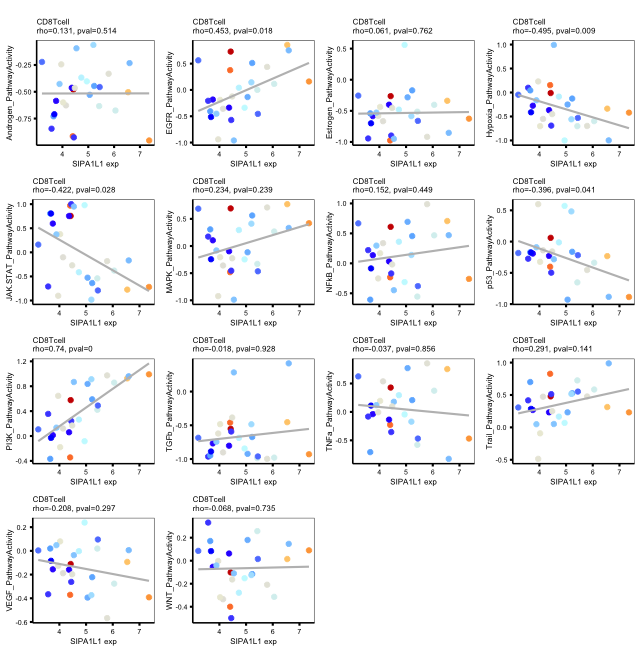 CD8Tcell
rho=0.131, pval=0.514
Androgen_PathwayActivity
-0.25
-0.50
-0.75
4 5 6 7
SIPA1L1 exp
CD8Tcell
rho=0.453, pval=0.018
EGFR_PathwayActivity
1.0
0.5
0.0
-0.5
-1.0
4 5 6 7
SIPA1L1 exp
CD8Tcell
rho=0.061, pval=0.762
Estrogen_PathwayActivity
0.5
0.0
-0.5
-1.0
4 5 6 7
SIPA1L1 exp
CD8Tcell
rho=-0.495, pval=0.009
Hypoxia_PathwayActivity
1.0
0.5
0.0
-0.5
-1.0
4 5 6 7
SIPA1L1 exp
CD8Tcell
rho=-0.422, pval=0.028
JAK-STAT_PathwayActivity
1.0
0.5
0.0
-0.5
-1.0
4 5 6 7
SIPA1L1 exp
CD8Tcell
rho=0.234, pval=0.239
MAPK_PathwayActivity
0.5
0.0
-0.5
-1.0
4 5 6 7
SIPA1L1 exp
CD8Tcell
rho=0.152, pval=0.449
NFkB_PathwayActivity
1.0
0.5
0.0
-0.5
4 5 6 7
SIPA1L1 exp
CD8Tcell
rho=-0.396, pval=0.041
p53_PathwayActivity
0.5
0.0
-0.5
-1.0
4 5 6 7
SIPA1L1 exp
CD8Tcell
rho=0.74, pval=0
PI3K_PathwayActivity
1.2
0.8
0.4
0.0
-0.4
4 5 6 7
SIPA1L1 exp
CD8Tcell
rho=-0.018, pval=0.928
TGFb_PathwayActivity
0.5
0.0
-0.5
-1.0
4 5 6 7
SIPA1L1 exp
CD8Tcell
rho=-0.037, pval=0.856
TNFa_PathwayActivity
0.5
0.0
-0.5
4 5 6 7
SIPA1L1 exp
CD8Tcell
rho=0.291, pval=0.141
Trail_PathwayActivity
1.0
0.5
0.0
-0.5
4 5 6 7
SIPA1L1 exp
CD8Tcell
rho=-0.208, pval=0.297
VEGF_PathwayActivity
0.2
0.0
-0.2
-0.4
-0.6
4 5 6 7
SIPA1L1 exp
CD8Tcell
rho=-0.068, pval=0.735
WNT_PathwayActivity
0.2
0.0
-0.2
-0.4
4 5 6 7
SIPA1L1 exp